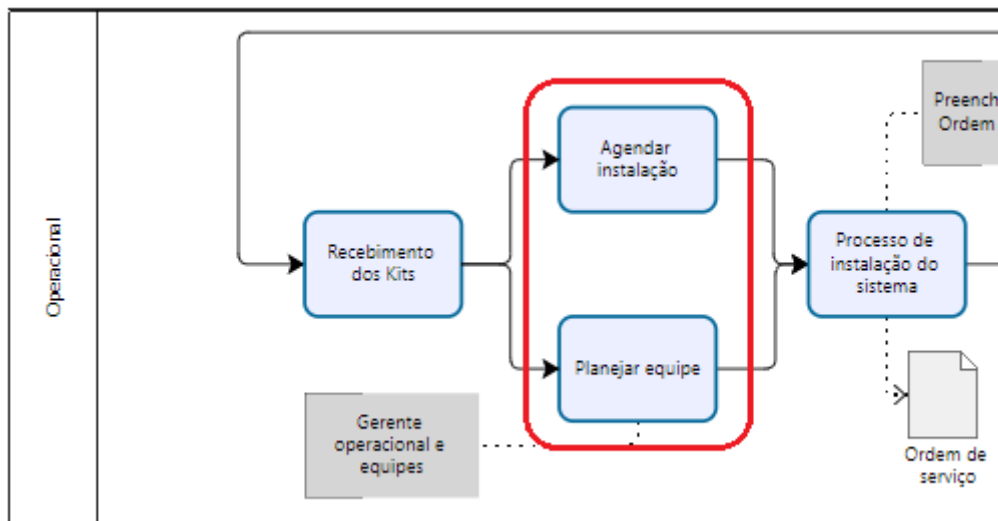 Operacional
Recebimento
dos Kits
Agendar
instalação
Planejar equipe
Gerente
operacional e
equipes
Processo de
instalação do
sistema
Preench
Ordem
Ordem de
serviço